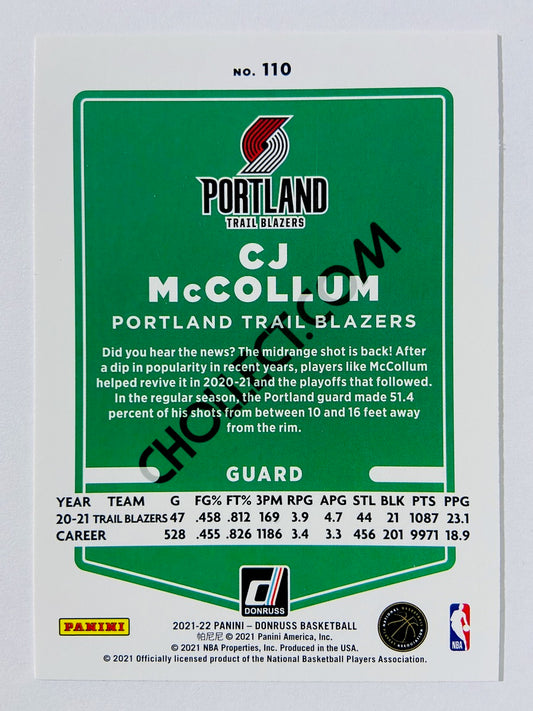 NO. 110
PORTLAND
TRAIL BLAZERS
CJ
McCOLLUM
PORTLAND TRAIL BLAZERS
Did you hear the news? The midrange shot is back! After
a dip in popularity in recent years, players like McCollum
helped revive it in 2020-21 and the playoffs that followed.
In the regular season, the Portland guard made 51.4
percent of his shots from between 10 and 16 feet away
from the rim.
CHOLLECT.COM
GUARD
YEAR TEAM G FG% FT% 3PM RPG APG STL BLK PTS PPG
20-21 TRAIL BLAZERS 47 .458 .812 169 3.9 4.7 44 21 1087 23.1
CAREER 528 .455 .826 1186 3.4 3.3 456 201 9971 18.9
DONRUSS
PANINI
2021-22 PANINI – DONRUSS BASKETBALL
帕尼尼 © 2021 Panini America, Inc.
© 2021 NBA Properties, Inc. Produced in the USA.
© 2021 Officially licensed product of the National Basketball Players Association.
NATIONAL BASKETBALL PLAYERS ASSOCIATION
NBA